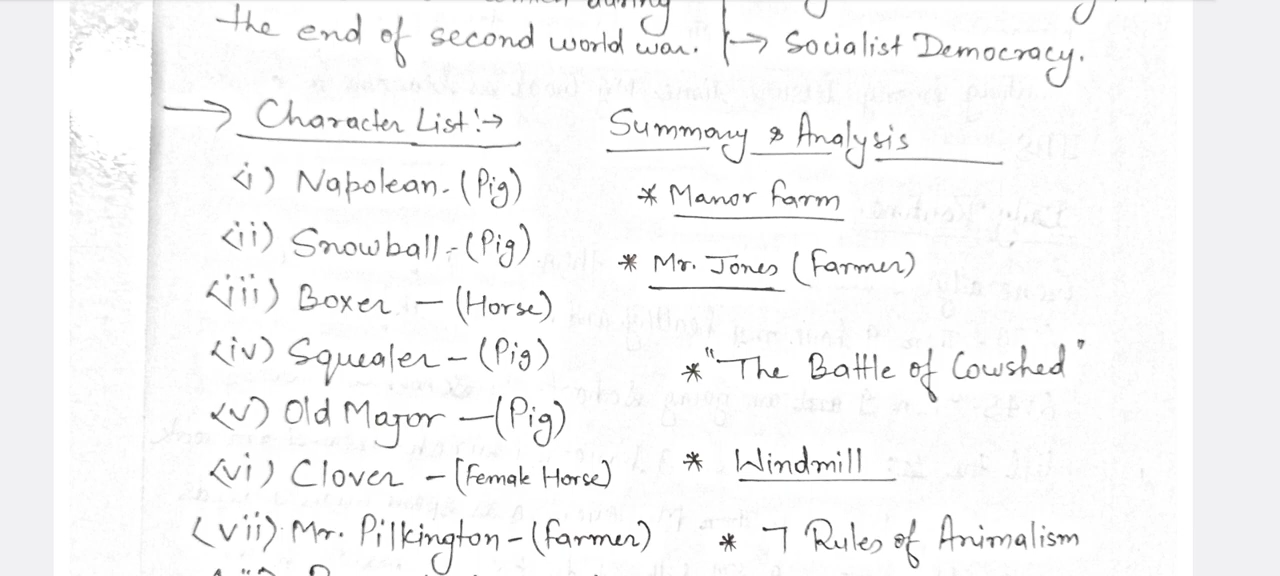 during
the end of second world war. |→ Socialist Democracy.
→ Character List:→
<i) Napolean - (Pig)
<ii) Snowball - (Pig)
<iii) Boxer — (Horse)
<iv) Squealer — (Pig)
<v) Old Magor — (Pig)
<vi) Clover — [Female Horse)
<vii) Mr. Pilkington — (farmer)
Summary & Analysis
* Manor farm
* Mr. Jones (farmer)
* "The Battle of Cowshed"
* Windmill
* 7 Rules of Animalism